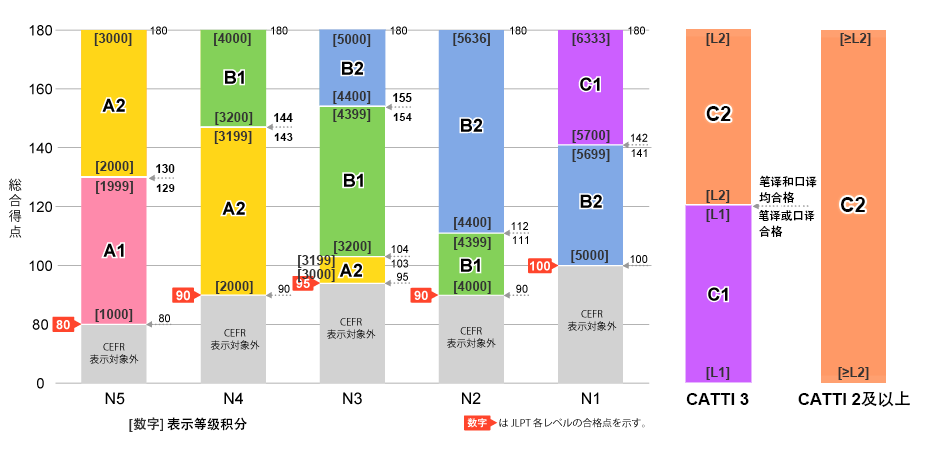 180
160
140
120
100
80
0
総合得点
[3000]
180
A2
[2000]
130
129
[1999]
A1
[1000]
80
80
CEFR
表示対象外
N5
[4000]
180
B1
[3200]
144
143
[3199]
A2
[2000]
90
90
CEFR
表示対象外
N4
[5000]
180
B2
[4400]
155
154
[4399]
B1
[3200]
104
103
[3199]
[3000]
A2
95
95
CEFR
表示対象外
N3
[5636]
180
B2
[4400]
112
111
[4399]
B1
[4000]
90
90
CEFR
表示対象外
N2
[6333]
180
C1
[5700]
142
141
[5699]
B2
[5000]
100
100
CEFR
表示対象外
N1
[L2]
C2
[L2]
笔译和口译
均合格
[L1]
笔译或口译
合格
C1
[L1]
CATTI 3
[≥L2]
C2
[≥L2]
CATTI 2及以上
[数字] 表示等级积分
数字 は JLPT 各レベルの合格点を示す。